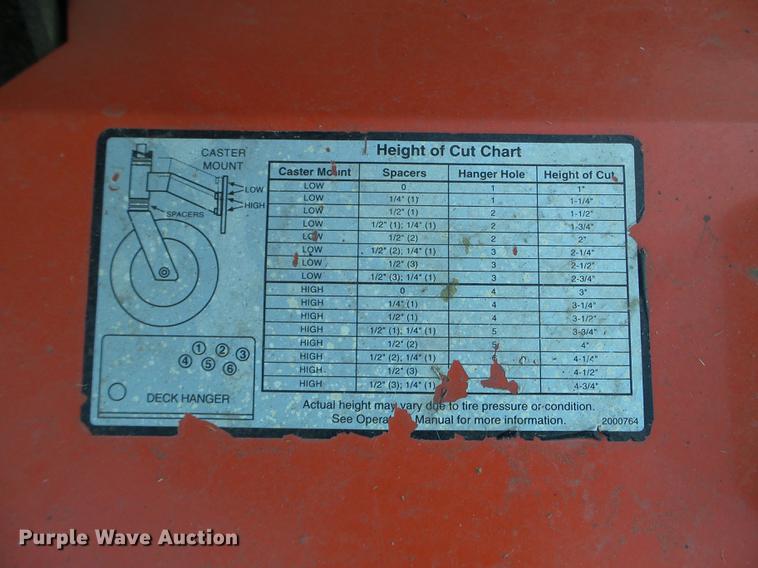 Height of Cut Chart
CASTER
MOUNT
LOW
HIGH
SPACERS
Caster Mount Spacers Hanger Hole Height of Cut
LOW 0 1 1"
LOW 1/4" (1) 1 1-1/4"
LOW 1/2" (1) 2 1-1/2"
LOW 1/2" (1); 1/4" (1) 2 1-3/4"
LOW 1/2" (2) 2 2"
LOW 1/2" (2); 1/4" (1) 3 2-1/4"
LOW 1/2" (3) 3 2-1/2"
LOW 1/2" (3); 1/4" (1) 3 2-3/4"
HIGH 0 4 3"
HIGH 1/4" (1) 4 3-1/4"
HIGH 1/2" (1) 4 3-1/2"
HIGH 1/2" (1); 1/4" (1) 5 3-3/4"
HIGH 1/2" (2) 5 4"
HIGH 1/2" (2); 1/4" (1) 4-1/4"
HIGH 1/2" (3) 4-1/2"
HIGH 1/2" (3); 1/4" (1) 4-3/4"
1 2 3
4 5 6
DECK HANGER
Actual height may vary due to tire pressure or condition.
See Manual for more information.
2000764
Purple Wave Auction